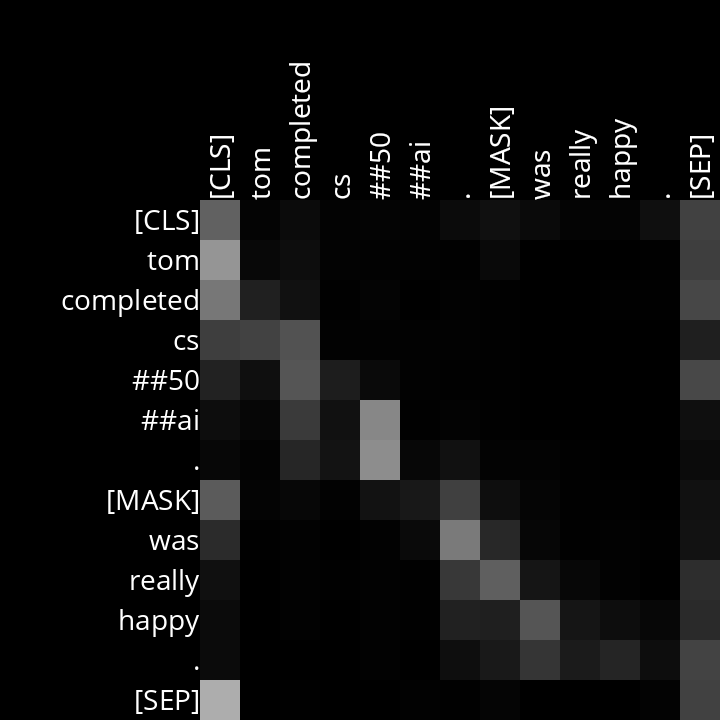 [CLS] tom completed cs ##50 ##ai . [MASK] was really happy . [SEP]
[CLS]
tom
completed
cs
##50
##ai
.
[MASK]
was
really
happy
.
[SEP]